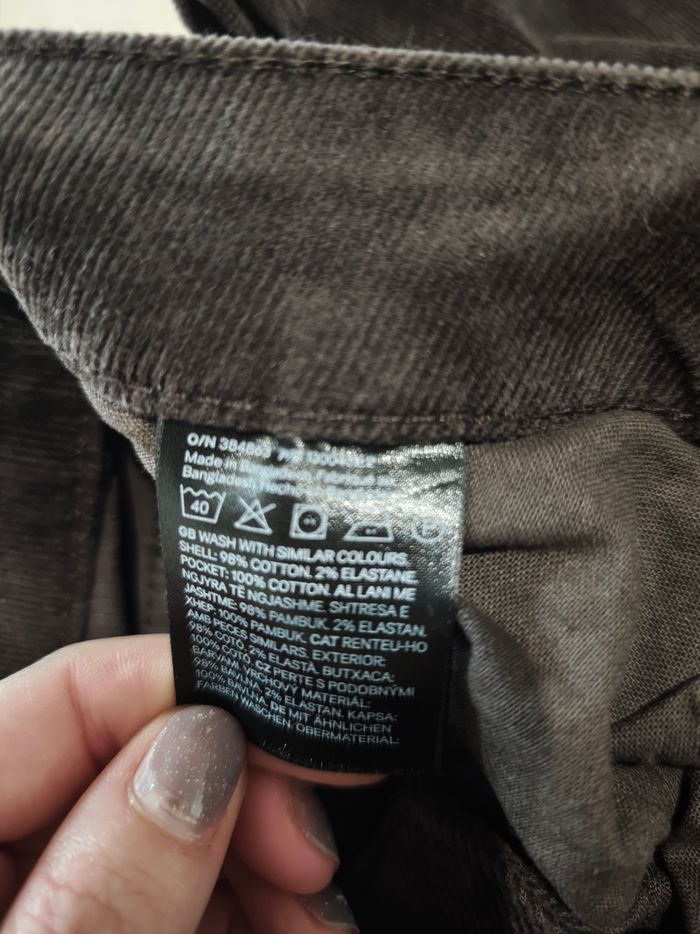 O/N
Made in
Bangladesh
40
GB WASH WITH SIMILAR COLOURS.
SHELL: 98% COTTON. 2% ELASTANE
POCKET: 100% COTTON. AL LANI ME
NGJYRA TË NGJASHME. SHTRESA E
JASHTME: 98% PAMBUK. 2% ELASTAN.
XHEP: 100% PAMBUK. CAT RENTEU-HO
AMB PECES SIMILARS. EXTERIOR:
98% COTÓ. 2% ELASTÀ. BUTXACA:
100% COTÓ. CZ PERTE S PODOBNÝMI
BARVAMI. VRCHOVÝ MATERIÁL:
98% BAVLNA. 2% ELASTAN. KAPSA:
100% BAVLNA. DE MIT ÄHNLICHEN
FARBEN WASCHEN. OBERMATERIAL: